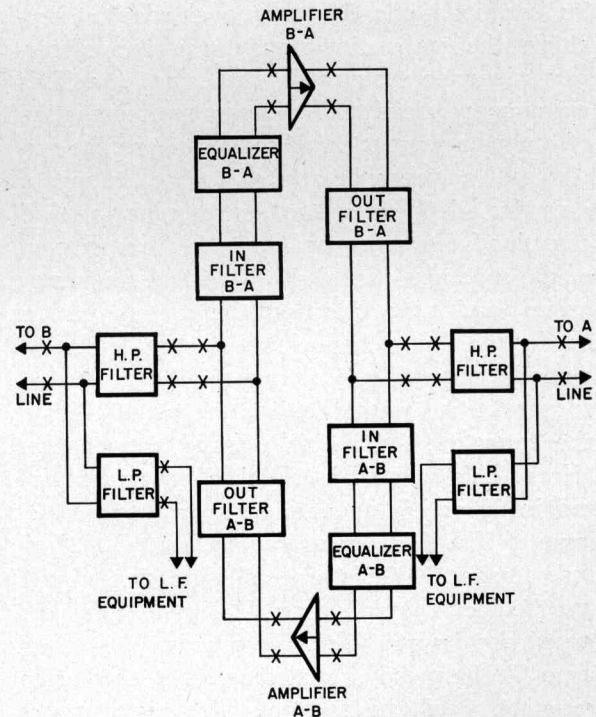 AMPLIFIER
B-A
EQUALIZER
B-A
OUT
FILTER
B-A
IN
FILTER
B-A
TO B
H.P.
FILTER
LINE
TO A
H.P.
FILTER
LINE
L.P.
FILTER
IN
FILTER
A-B
L.P.
FILTER
OUT
FILTER
A-B
EQUALIZER
A-B
TO L.F.
EQUIPMENT
TO L.F.
EQUIPMENT
AMPLIFIER
A-B